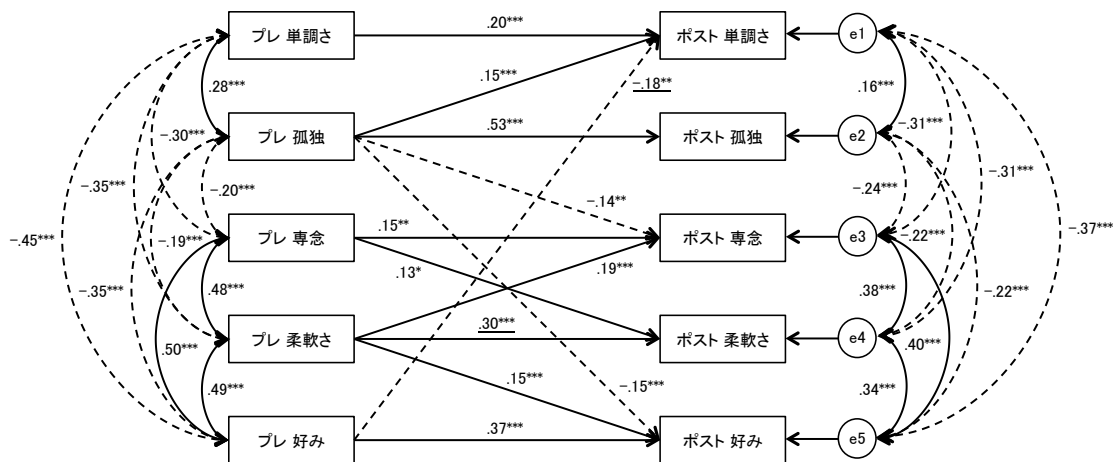 プレ 単調さ
.20***
ポスト 単調さ
e1
.28***
.15***
-.18**
.16***
-.30***
プレ 孤独
.53***
ポスト 孤独
e2
-.31***
-.35***
-.20***
-.14**
-.24***
-.31***
-.45***
-.19***
プレ 専念
.15**
ポスト 専念
e3
-.22***
-.37***
.13*
.19***
-.35***
.48***
.38***
-.22***
.50***
プレ 柔軟さ
.30***
ポスト 柔軟さ
e4
.40***
.49***
.15***
-.15***
.34***
プレ 好み
.37***
ポスト 好み
e5